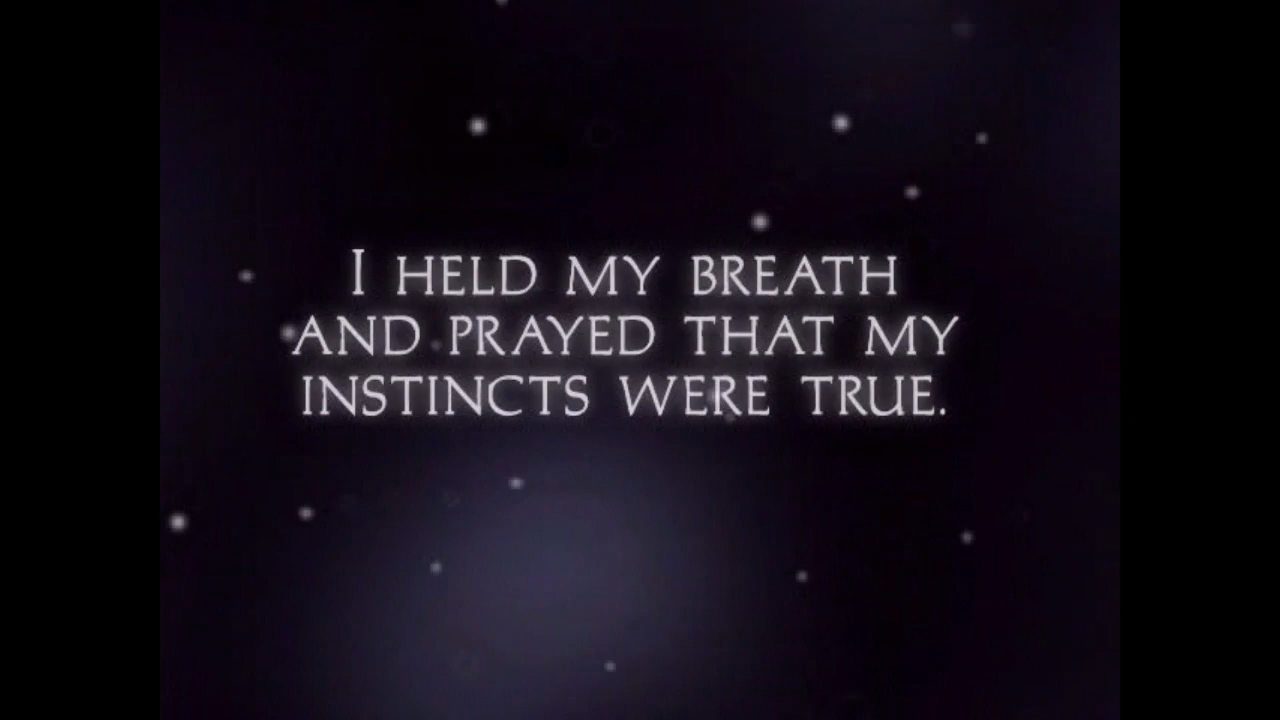 I HELD MY BREATH
AND PRAYED THAT MY
INSTINCTS WERE TRUE.